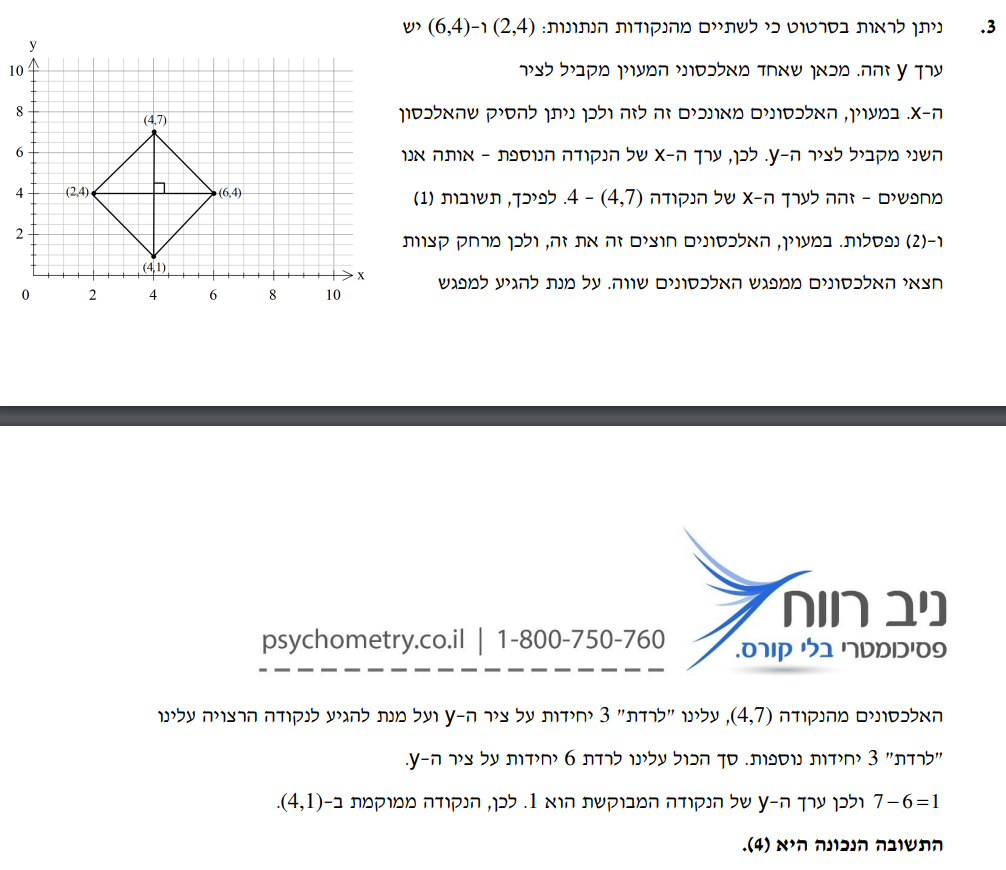 3. ניתן לראות בסרטוט כי לשתיים מהנקודות הנתונות: (2,4) ו-(6,4) יש
ערך y זהה. מכאן שאחד מאלכסוני המעוין מקביל לציר
ה-x. במעוין, האלכסונים מאונכים זה לזה ולכן ניתן להסיק שהאלכסון
השני מקביל לציר ה-y. לכן, ערך ה-x של הנקודה הנוספת - אותה אנו
מחפשים - זהה לערך ה-x של הנקודה (4,7) - 4. לפיכך, תשובות (1)
ו-(2) נפסלות. במעוין, האלכסונים חוצים זה את זה, ולכן מרחק קצוות
חצאי האלכסונים ממפגש האלכסונים שווה. על מנת להגיע למפגש
y
10
8
(4,7)
6
(2,4) 4 (6,4)
2
(4,1)
x
0 2 4 6 8 10
ניב רווח
פסיכומטרי בלי קורס.
psychometry.co.il | 1-800-750-760
האלכסונים מהנקודה (4,7), עלינו "לרדת" 3 יחידות על ציר ה-y ועל מנת להגיע לנקודה הרצויה עלינו
"לרדת" 3 יחידות נוספות. סך הכול עלינו לרדת 6 יחידות על ציר ה-y.
7−6=1 ולכן ערך ה-y של הנקודה המבוקשת הוא 1. לכן, הנקודה ממוקמת ב-(4,1).
התשובה הנכונה היא (4).